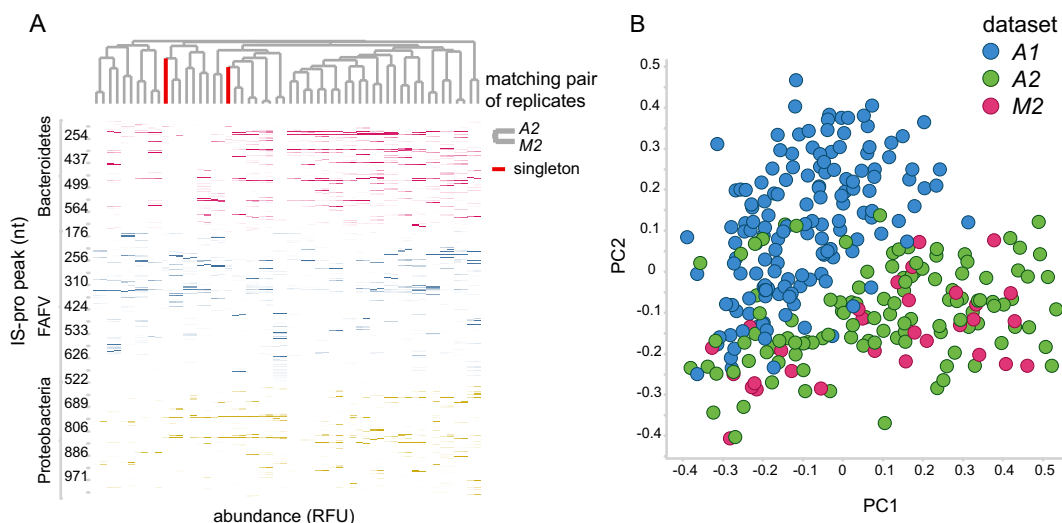 A
matching pair
of replicates
A2
M2
singleton
IS-pro peak (nt)
Bacteroidetes
254
437
499
564
FAFV
176
256
310
424
533
626
Proteobacteria
522
689
806
886
971
abundance (RFU)
B
dataset
A1
A2
M2
PC2
0.5
0.4
0.3
0.2
0.1
0
-0.1
-0.2
-0.3
-0.4
-0.4 -0.3 -0.2 -0.1 0 0.1 0.2 0.3 0.4 0.5
PC1